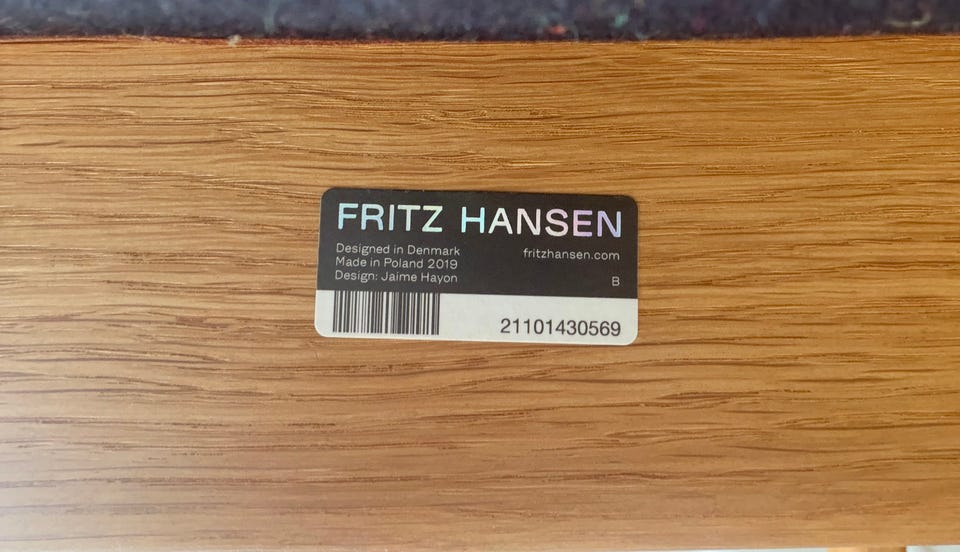 FRITZ HANSEN
Designed in Denmark
Made in Poland 2019
Design: Jaime Hayon
fritzhansen.com
B
21101430569